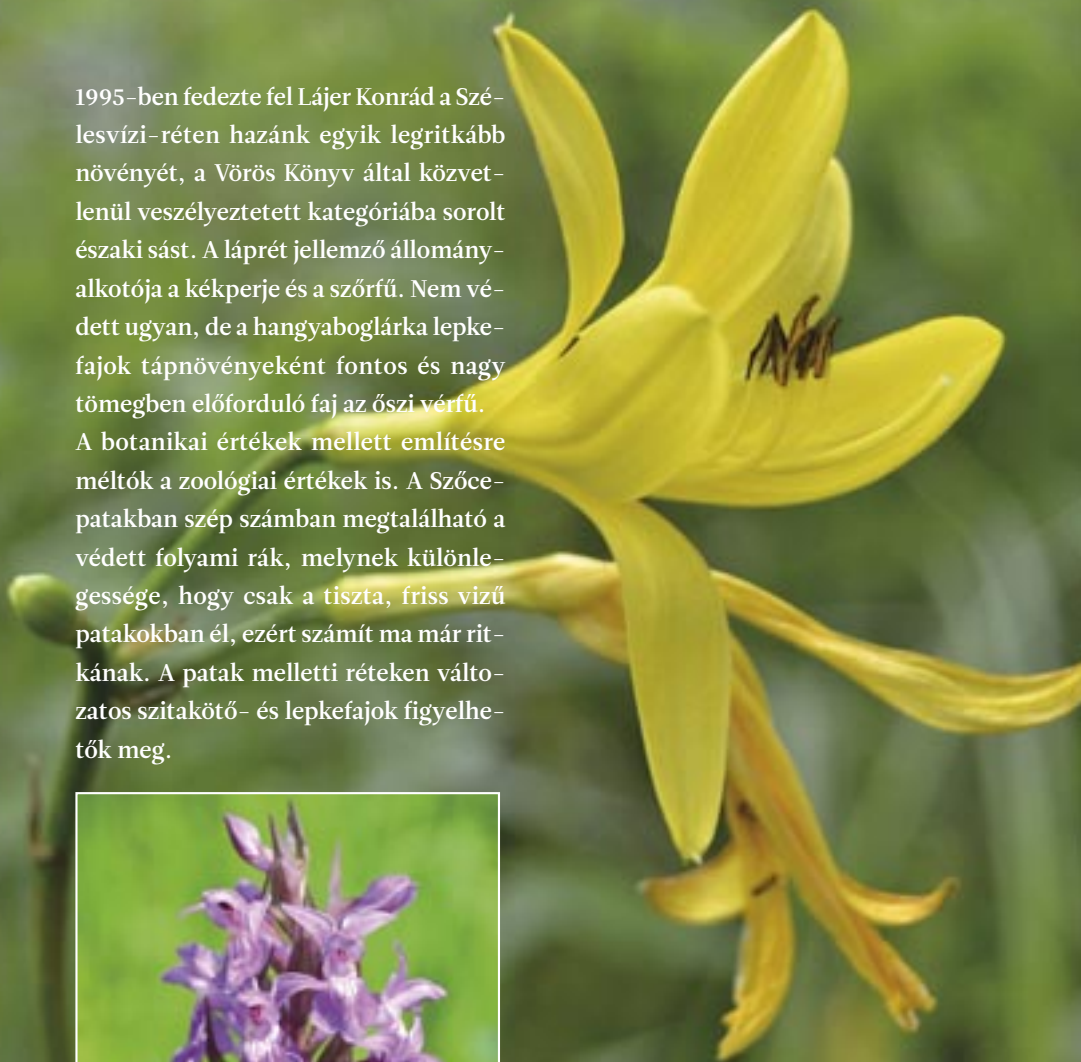 1995-ben fedezte fel Lájer Konrád a Szé-
lesvízi-réten hazánk egyik legritkább
növényét, a Vörös Könyv által közvet-
lenül veszélyeztetett kategóriába sorolt
északi sást. A láprét jellemző állomány-
alkotója a kékperje és a szőrfű. Nem vé-
dett ugyan, de a hangyaboglárka lepke-
fajok tápnövényeként fontos és nagy
tömegben előforduló faj az őszi vérfű.
A botanikai értékek mellett említésre
méltók a zoológiai értékek is. A Szőce-
patakban szép számban megtalálható a
védett folyami rák, melynek különle-
gessége, hogy csak a tiszta, friss vizű
patakokban él, ezért számít ma már rit-
kának. A patak melletti réteken válto-
zatos szitakötő- és lepkefajok figyelhe-
tők meg.